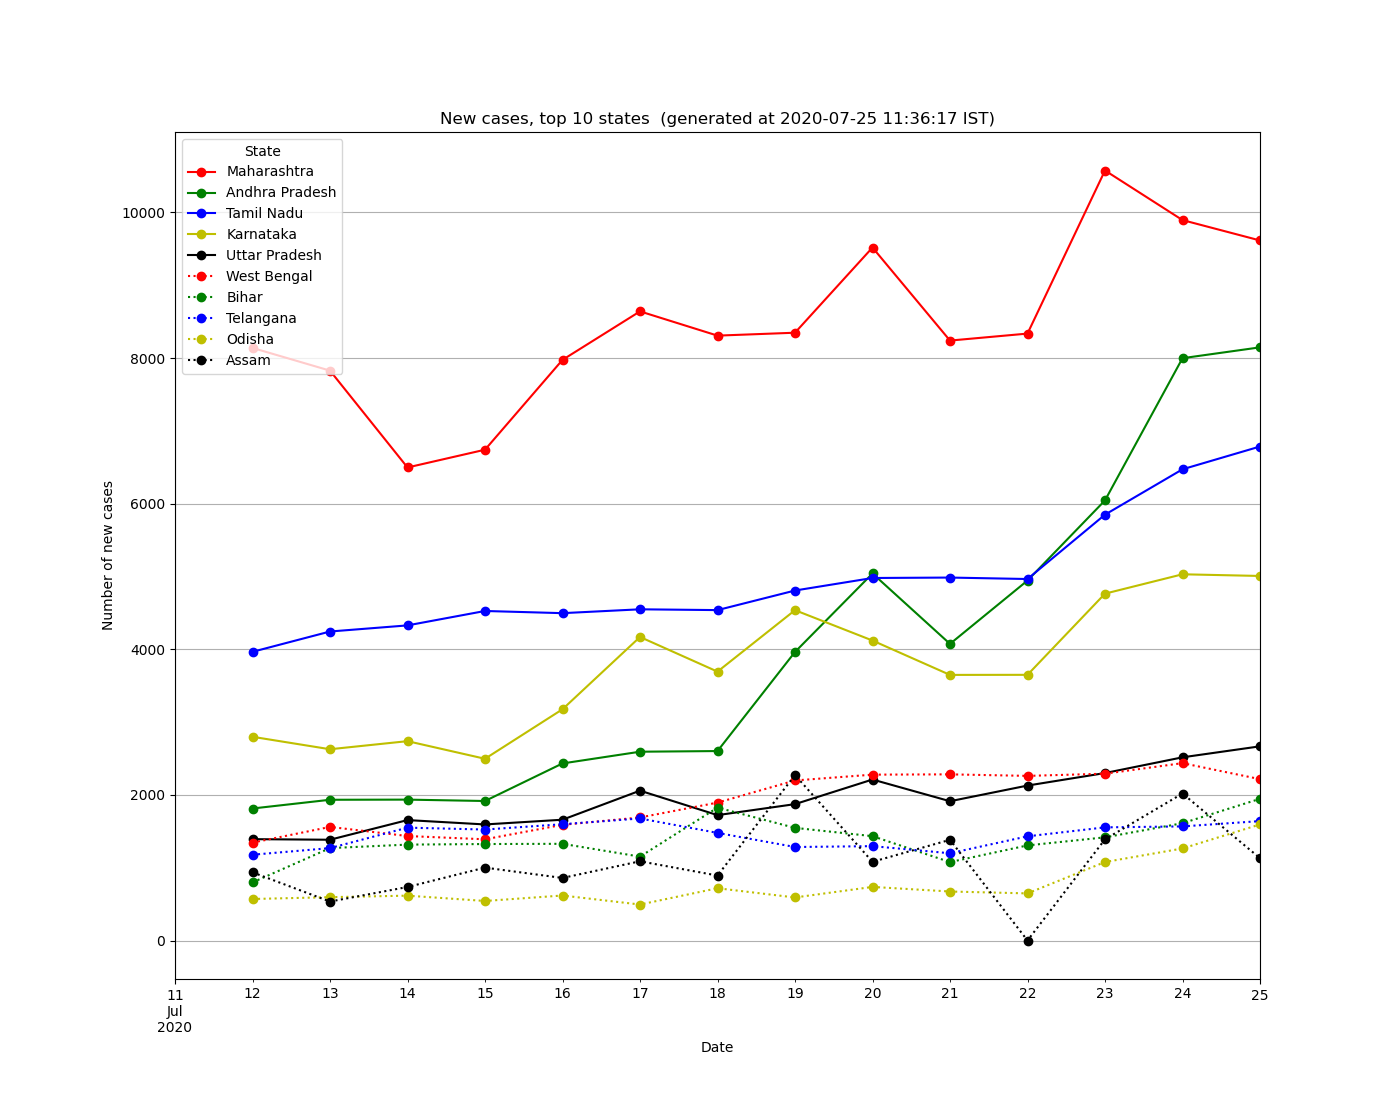 New cases, top 10 states  (generated at 2020-07-25 11:36:17 IST)
State
Maharashtra
Andhra Pradesh
Tamil Nadu
Karnataka
Uttar Pradesh
West Bengal
Bihar
Telangana
Odisha
Assam
10000
8000
6000
4000
2000
0
Number of new cases
11 12 13 14 15 16 17 18 19 20 21 22 23 24 25
Jul
2020
Date